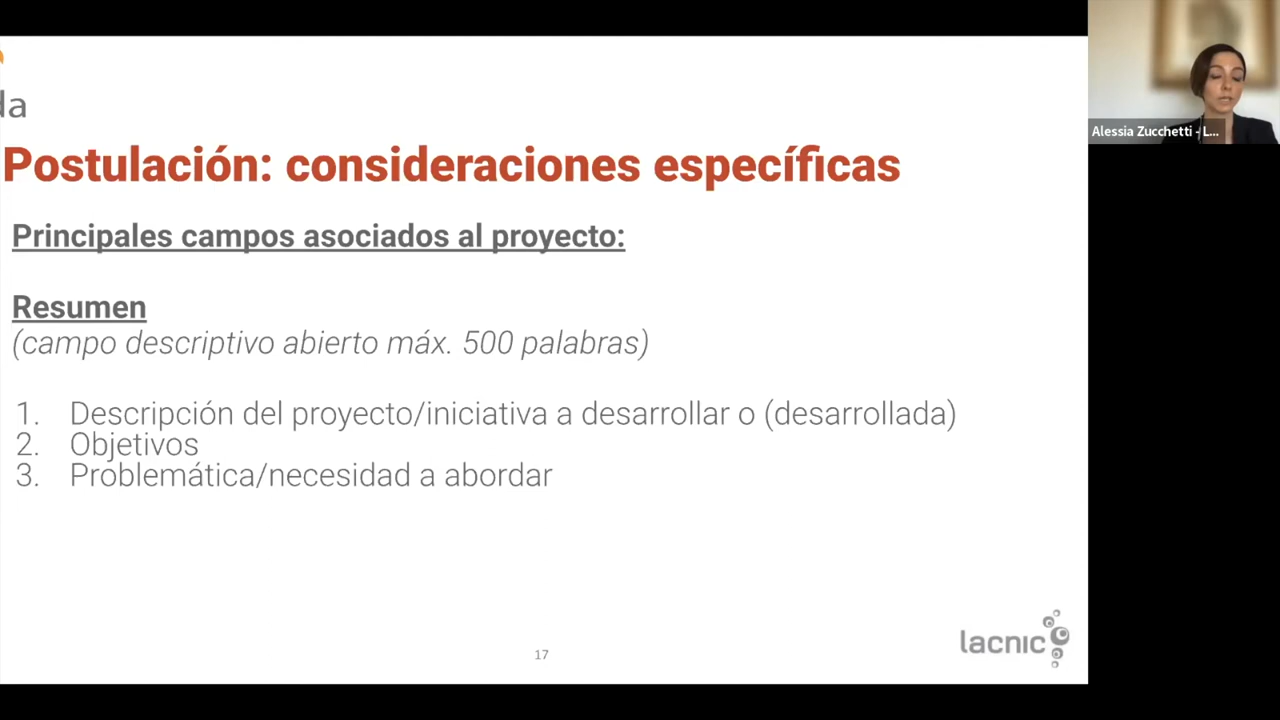 da
Postulación: consideraciones específicas
Principales campos asociados al proyecto:
Resumen
(campo descriptivo abierto máx. 500 palabras)
1. Descripción del proyecto/iniciativa a desarrollar o (desarrollada)
2. Objetivos
3. Problemática/necesidad a abordar
17
lacnic
Alessia Zucchetti - L...